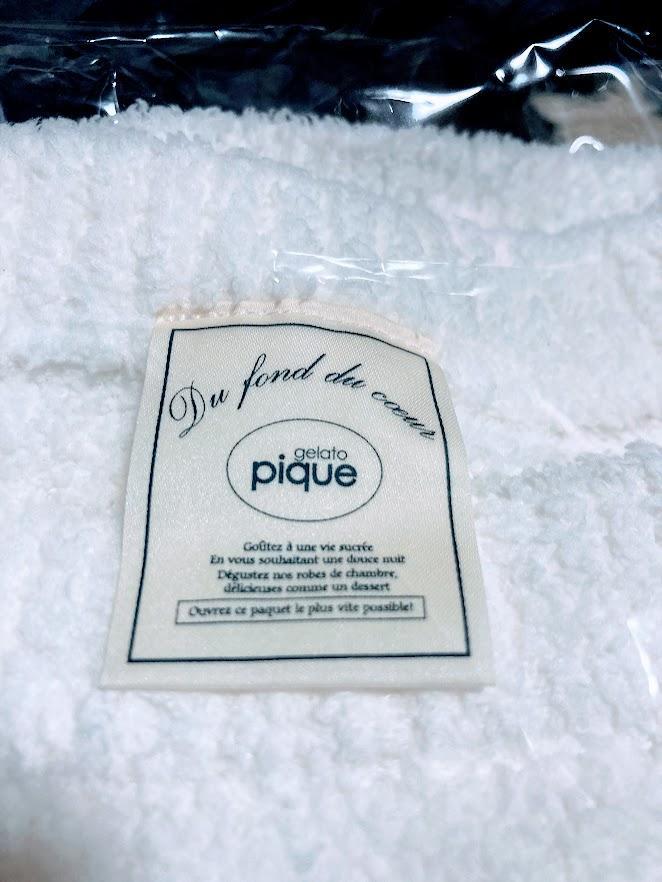 Du fond du cœur
gelato
pique
Goûtez à une vie sucrée
En vous souhaitant une douce nuit
Dégustez nos robes de chambre,
délicieuses comme un dessert
Ouvrez ce paquet le plus vite possible!